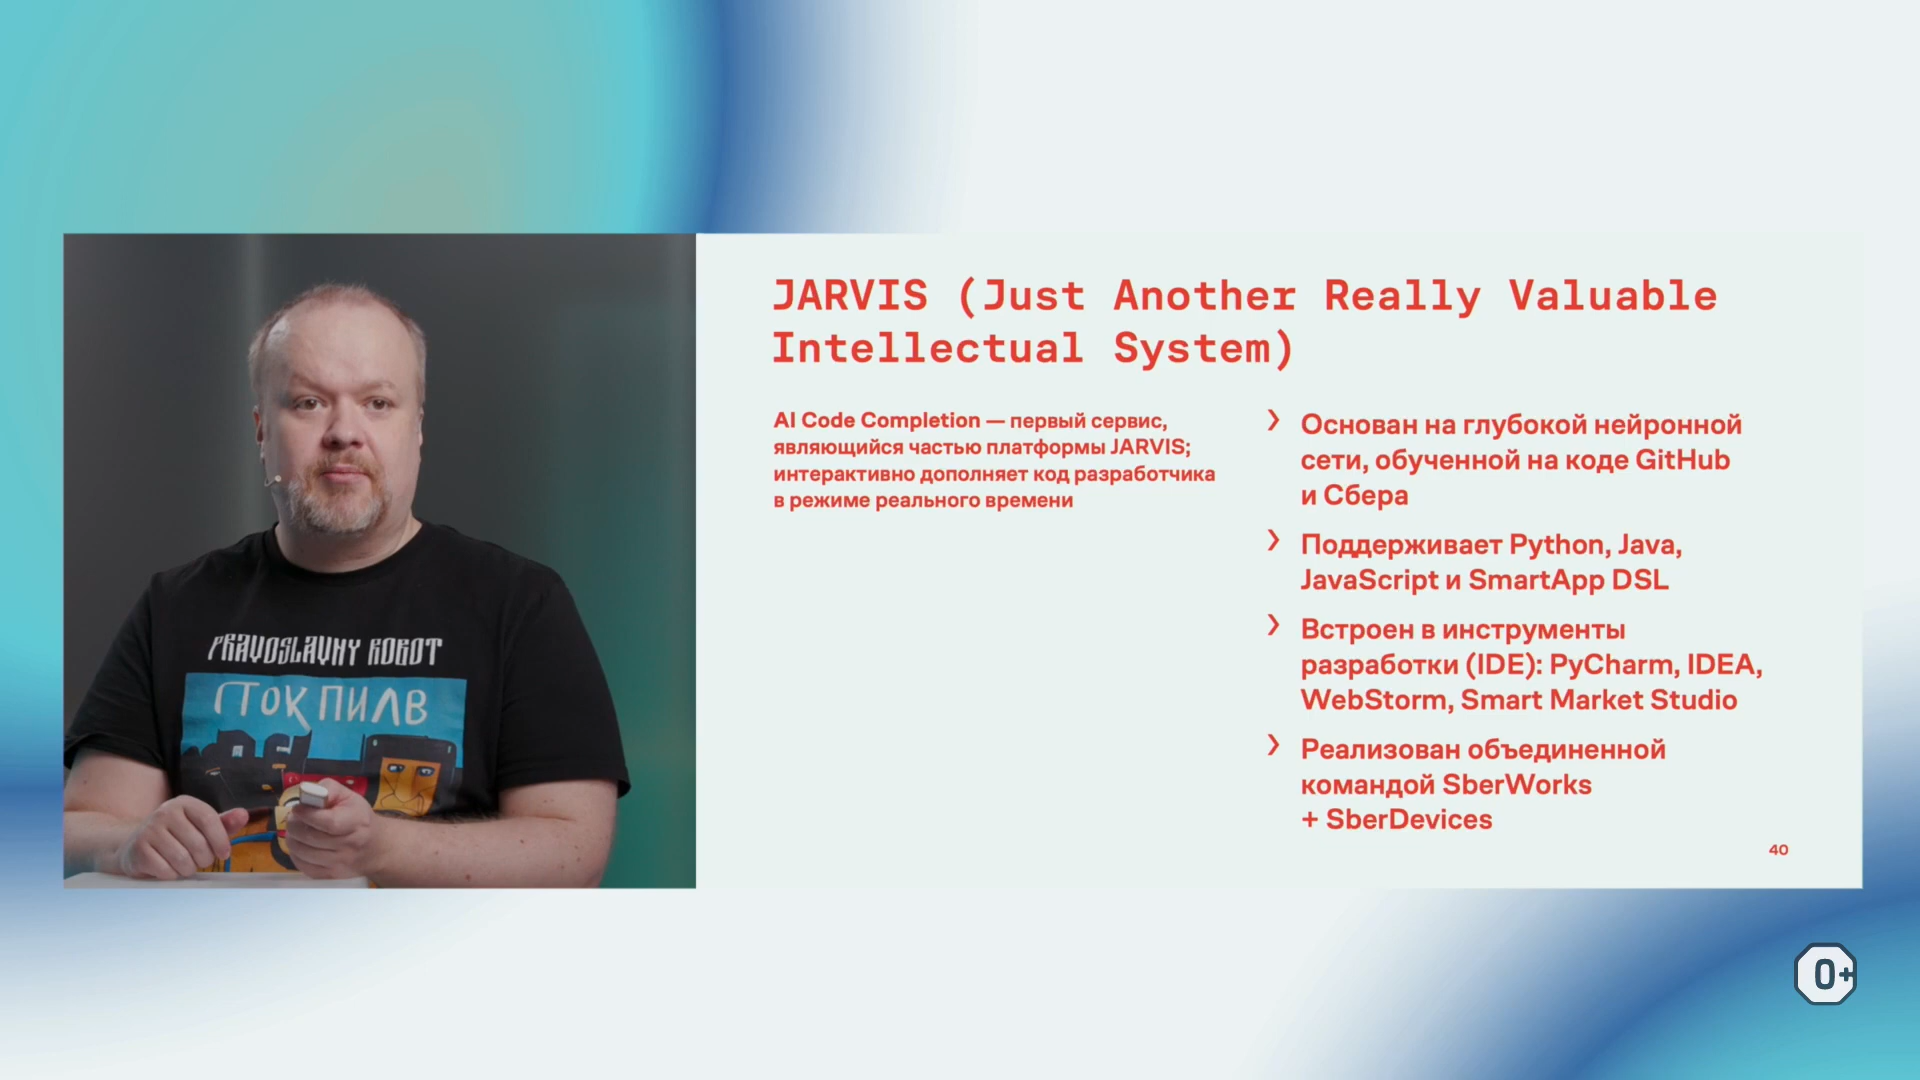 JARVIS (Just Another Really Valuable
Intellectual System)
AI Code Completion — первый сервис,
являющийся частью платформы JARVIS;
интерактивно дополняет код разработчика
в режиме реального времени
Основан на глубокой нейронной
сети, обученной на коде GitHub
и Сбера
Поддерживает Python, Java,
JavaScript и SmartApp DSL
Встроен в инструменты
разработки (IDE): PyCharm, IDEA,
WebStorm, Smart Market Studio
Реализован объединенной
командой SberWorks
+ SberDevices
40
PRAVOSLAVNY ROBOT
0+